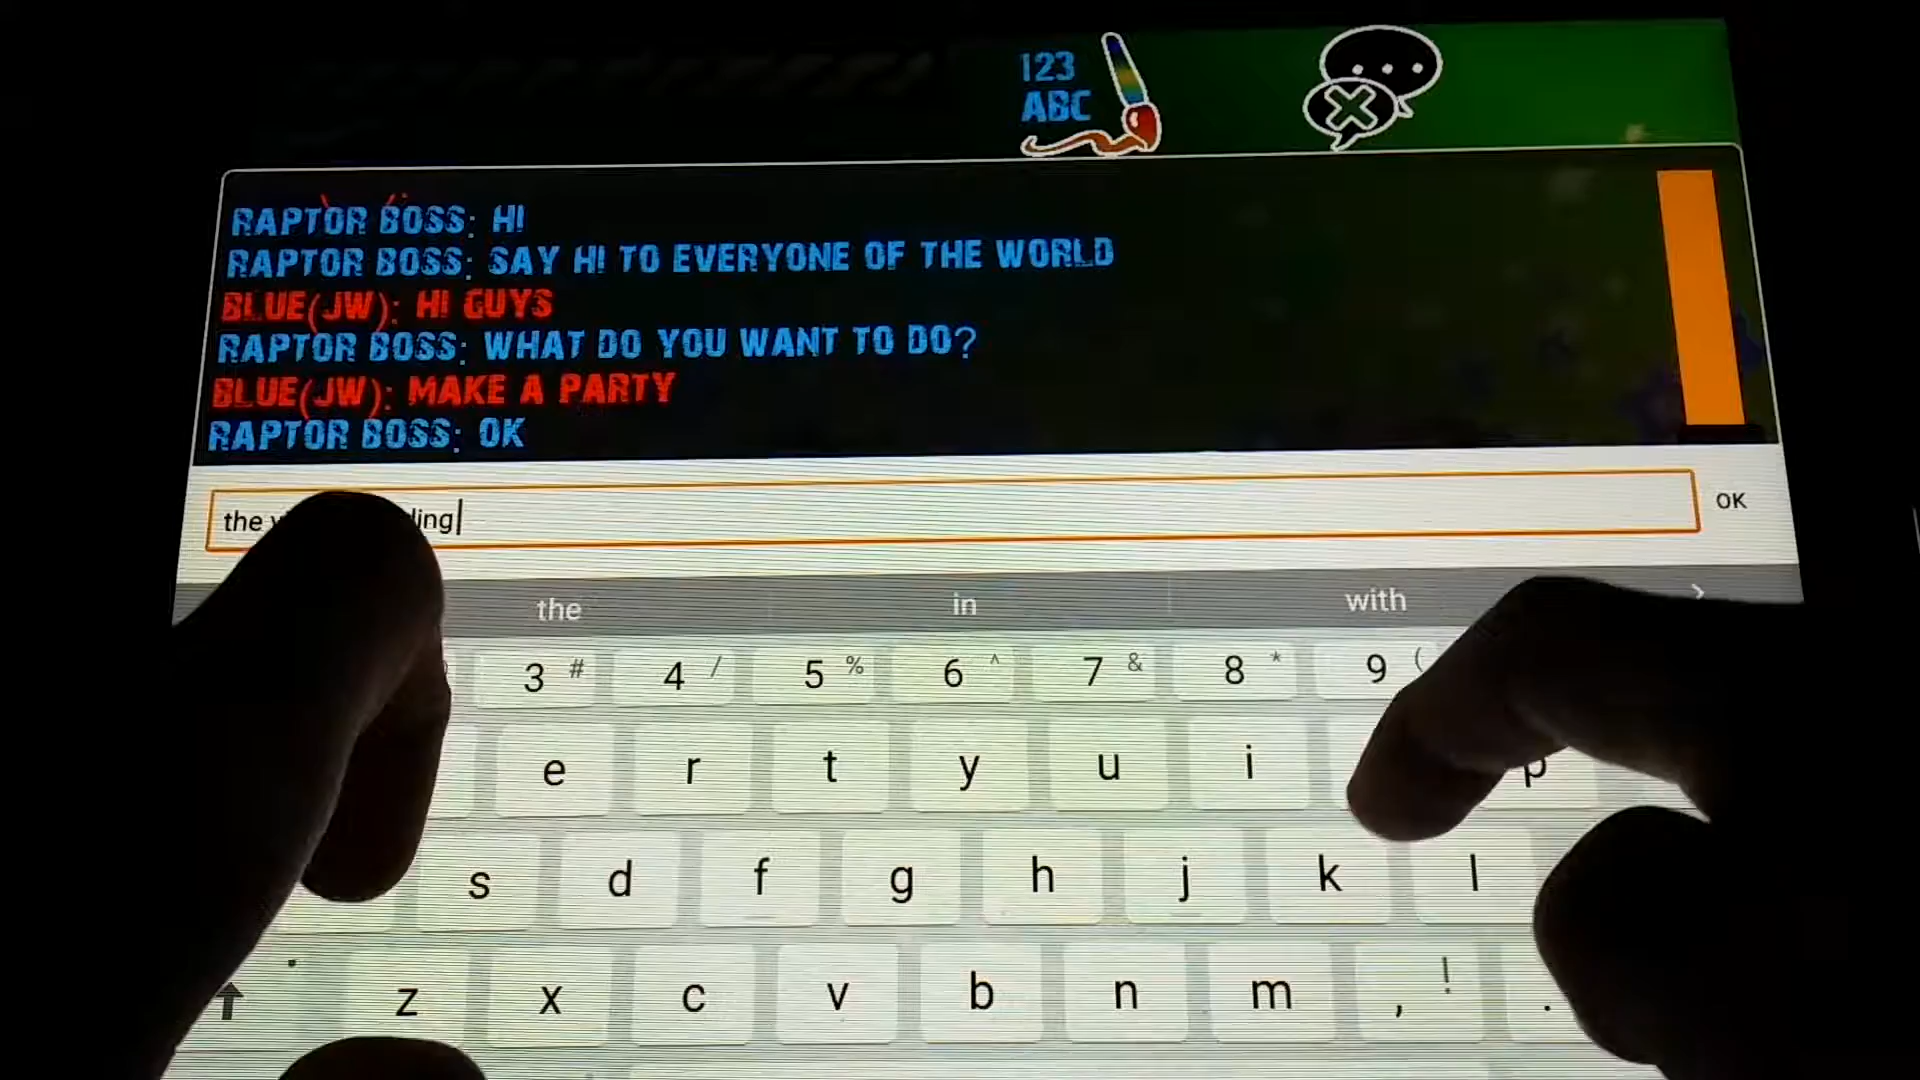 123
ABC
RAPTOR BOSS: HI
RAPTOR BOSS: SAY HI TO EVERYONE OF THE WORLD
BLUE(JW): HI GUYS
RAPTOR BOSS: WHAT DO YOU WANT TO DO?
BLUE(JW): MAKE A PARTY
RAPTOR BOSS: OK
the
OK
the in with
3 # 4 / 5 % 6 ^ 7 & 8 * 9 (
e r t y u i p
s d f g h j k l
z x c v b n m , ! .